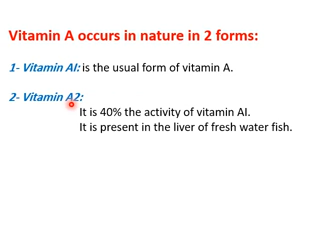 Vitamin A occurs in nature in 2 forms:
1- Vitamin AI: is the usual form of vitamin A.
2- Vitamin A2:
It is 40% the activity of vitamin AI.
It is present in the liver of fresh water fish.